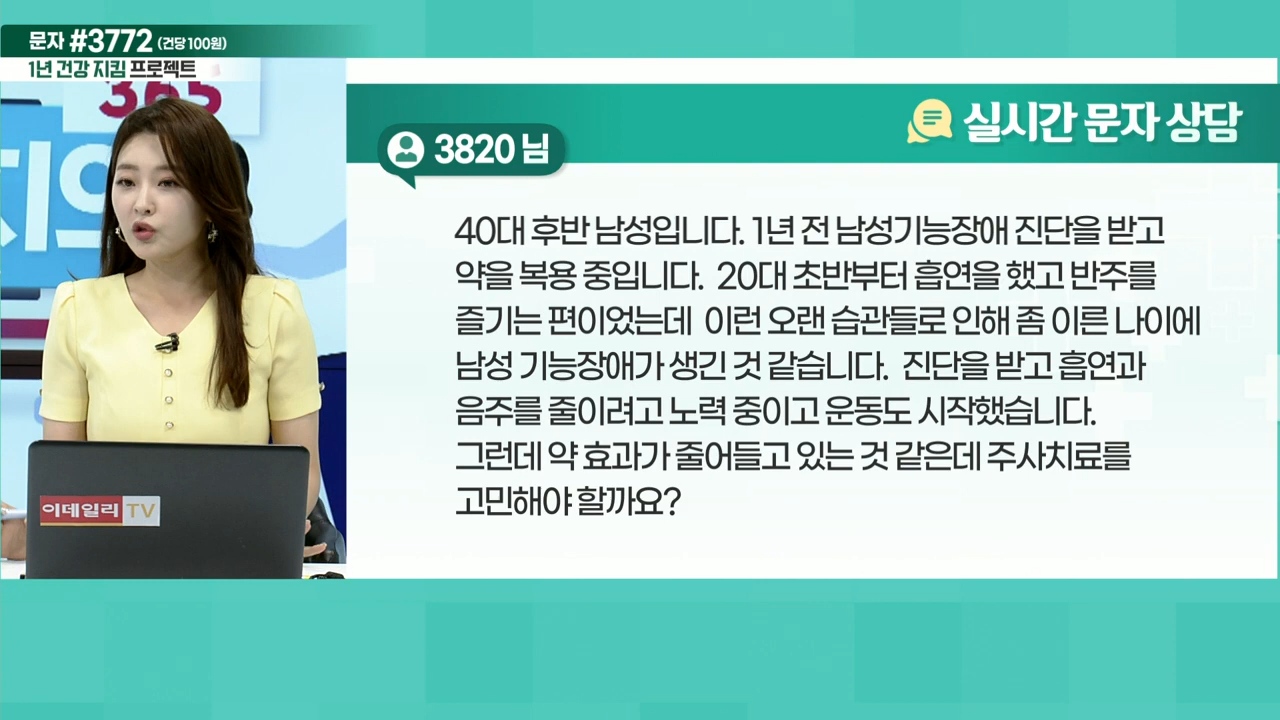 문자 #3772 (건당 100원)
1년 건강 지킴 프로젝트
365
지의
실시간 문자 상담
3820 님
40대 후반 남성입니다. 1년 전 남성기능장애 진단을 받고
약을 복용 중입니다. 20대 초반부터 흡연을 했고 반주를
즐기는 편이었는데 이런 오랜 습관들로 인해 좀 이른 나이에
남성 기능장애가 생긴 것 같습니다. 진단을 받고 흡연과
음주를 줄이려고 노력 중이고 운동도 시작했습니다.
그런데 약 효과가 줄어들고 있는 것 같은데 주사치료를
고민해야 할까요?
이데일리 TV